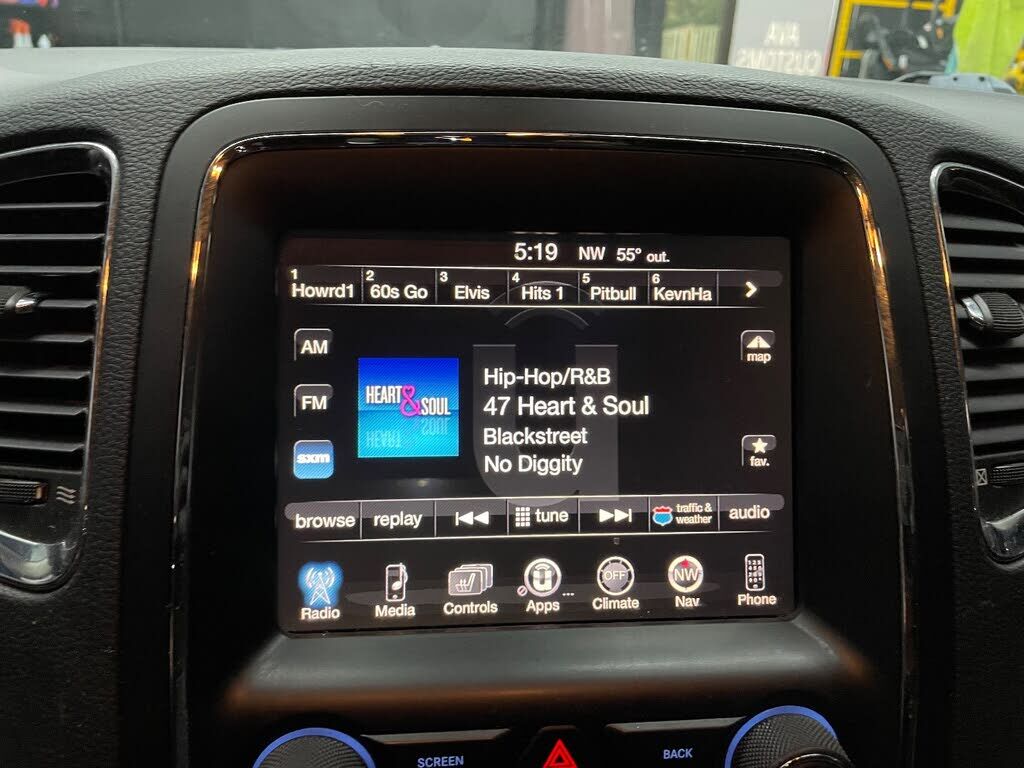 AVA
CUSTOMS
5:19 NW 55° out.
1 Howrd1 2 60s Go 3 Elvis 4 Hits 1 5 Pitbull 6 KevnHa
AM
map
HEART & SOUL
Hip-Hop/R&B
47 Heart & Soul
Blackstreet
No Diggity
FM
sxm
fav.
browse replay tune traffic & weather audio
OFF NW
Radio Media Controls Apps ... Climate Nav Phone
SCREEN BACK